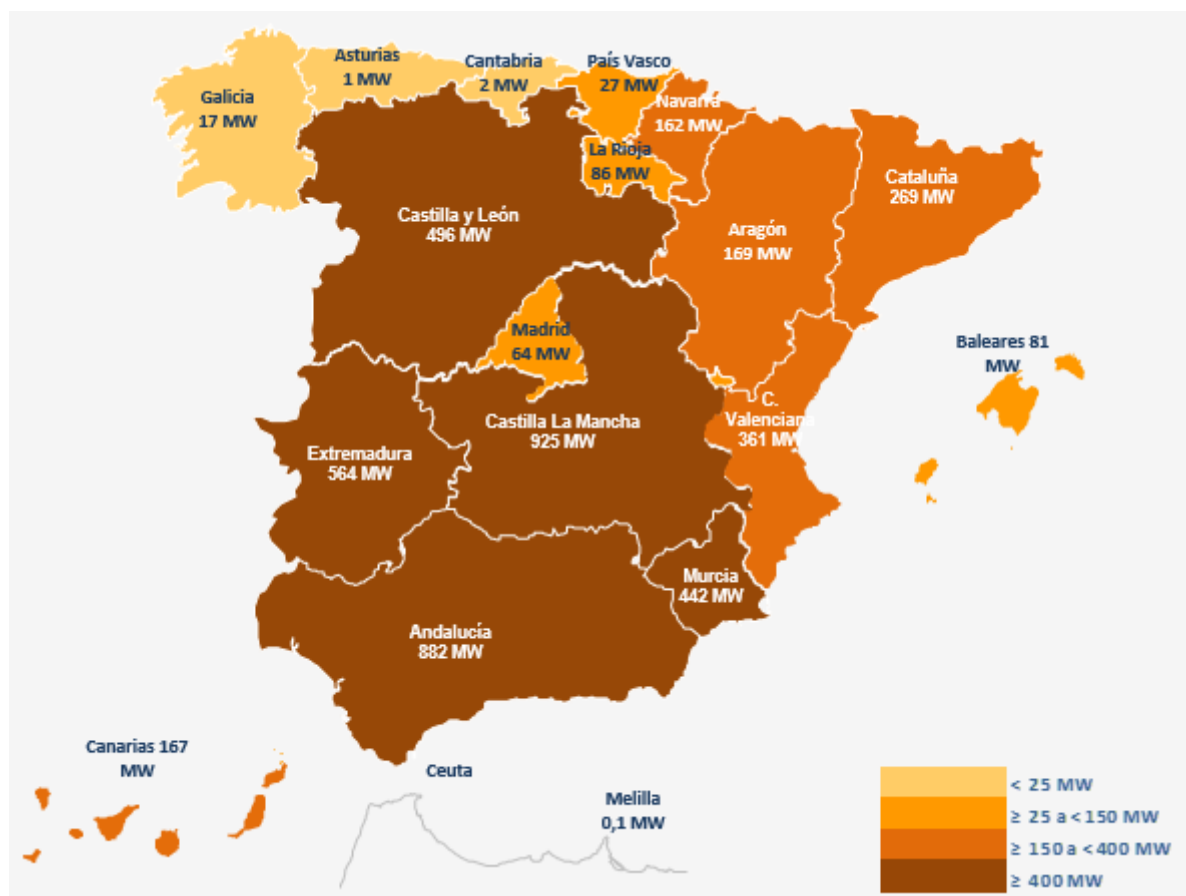 Asturias
1 MW
Cantabria
2 MW
País Vasco
27 MW
Galicia
17 MW
Navarra
162 MW
La Rioja
86 MW
Cataluña
269 MW
Castilla y León
496 MW
Aragón
169 MW
Madrid
64 MW
Baleares 81
MW
Castilla La Mancha
925 MW
C.
Valenciana
361 MW
Extremadura
564 MW
Murcia
442 MW
Andalucía
882 MW
Canarias 167
MW
Ceuta
Melilla
0,1 MW
< 25 MW
≥ 25 a <150 MW
≥ 150 a <400 MW
≥ 400 MW